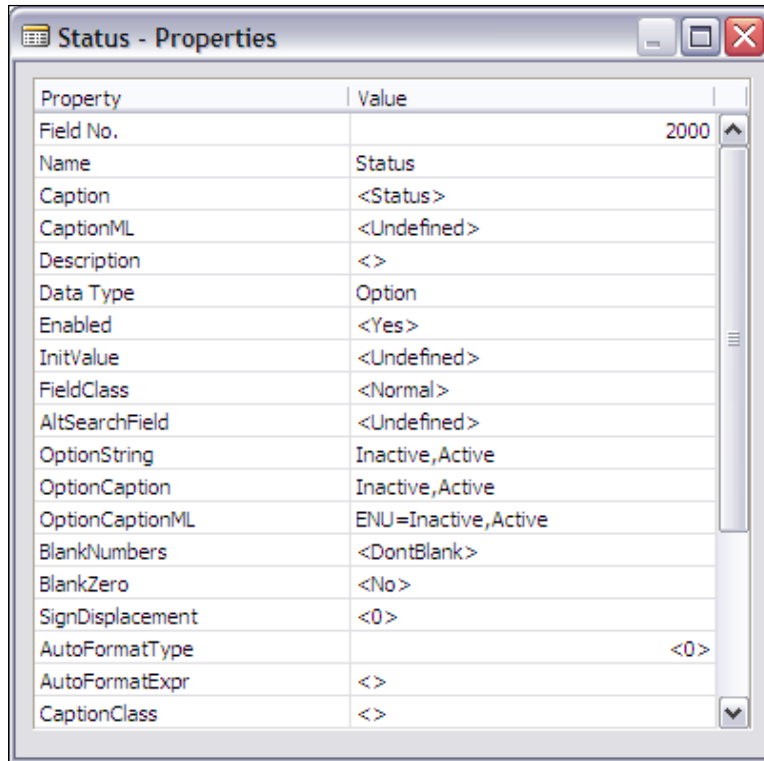 Status - Properties
Property Value
Field No. 2000
Name Status
Caption <Status>
CaptionML <Undefined>
Description <>
Data Type Option
Enabled <Yes>
InitValue <Undefined>
FieldClass <Normal>
AltSearchField <Undefined>
OptionString Inactive,Active
OptionCaption Inactive,Active
OptionCaptionML ENU=Inactive,Active
BlankNumbers <DontBlank>
BlankZero <No>
SignDisplacement <0>
AutoFormatType <0>
AutoFormatExpr <>
CaptionClass <>